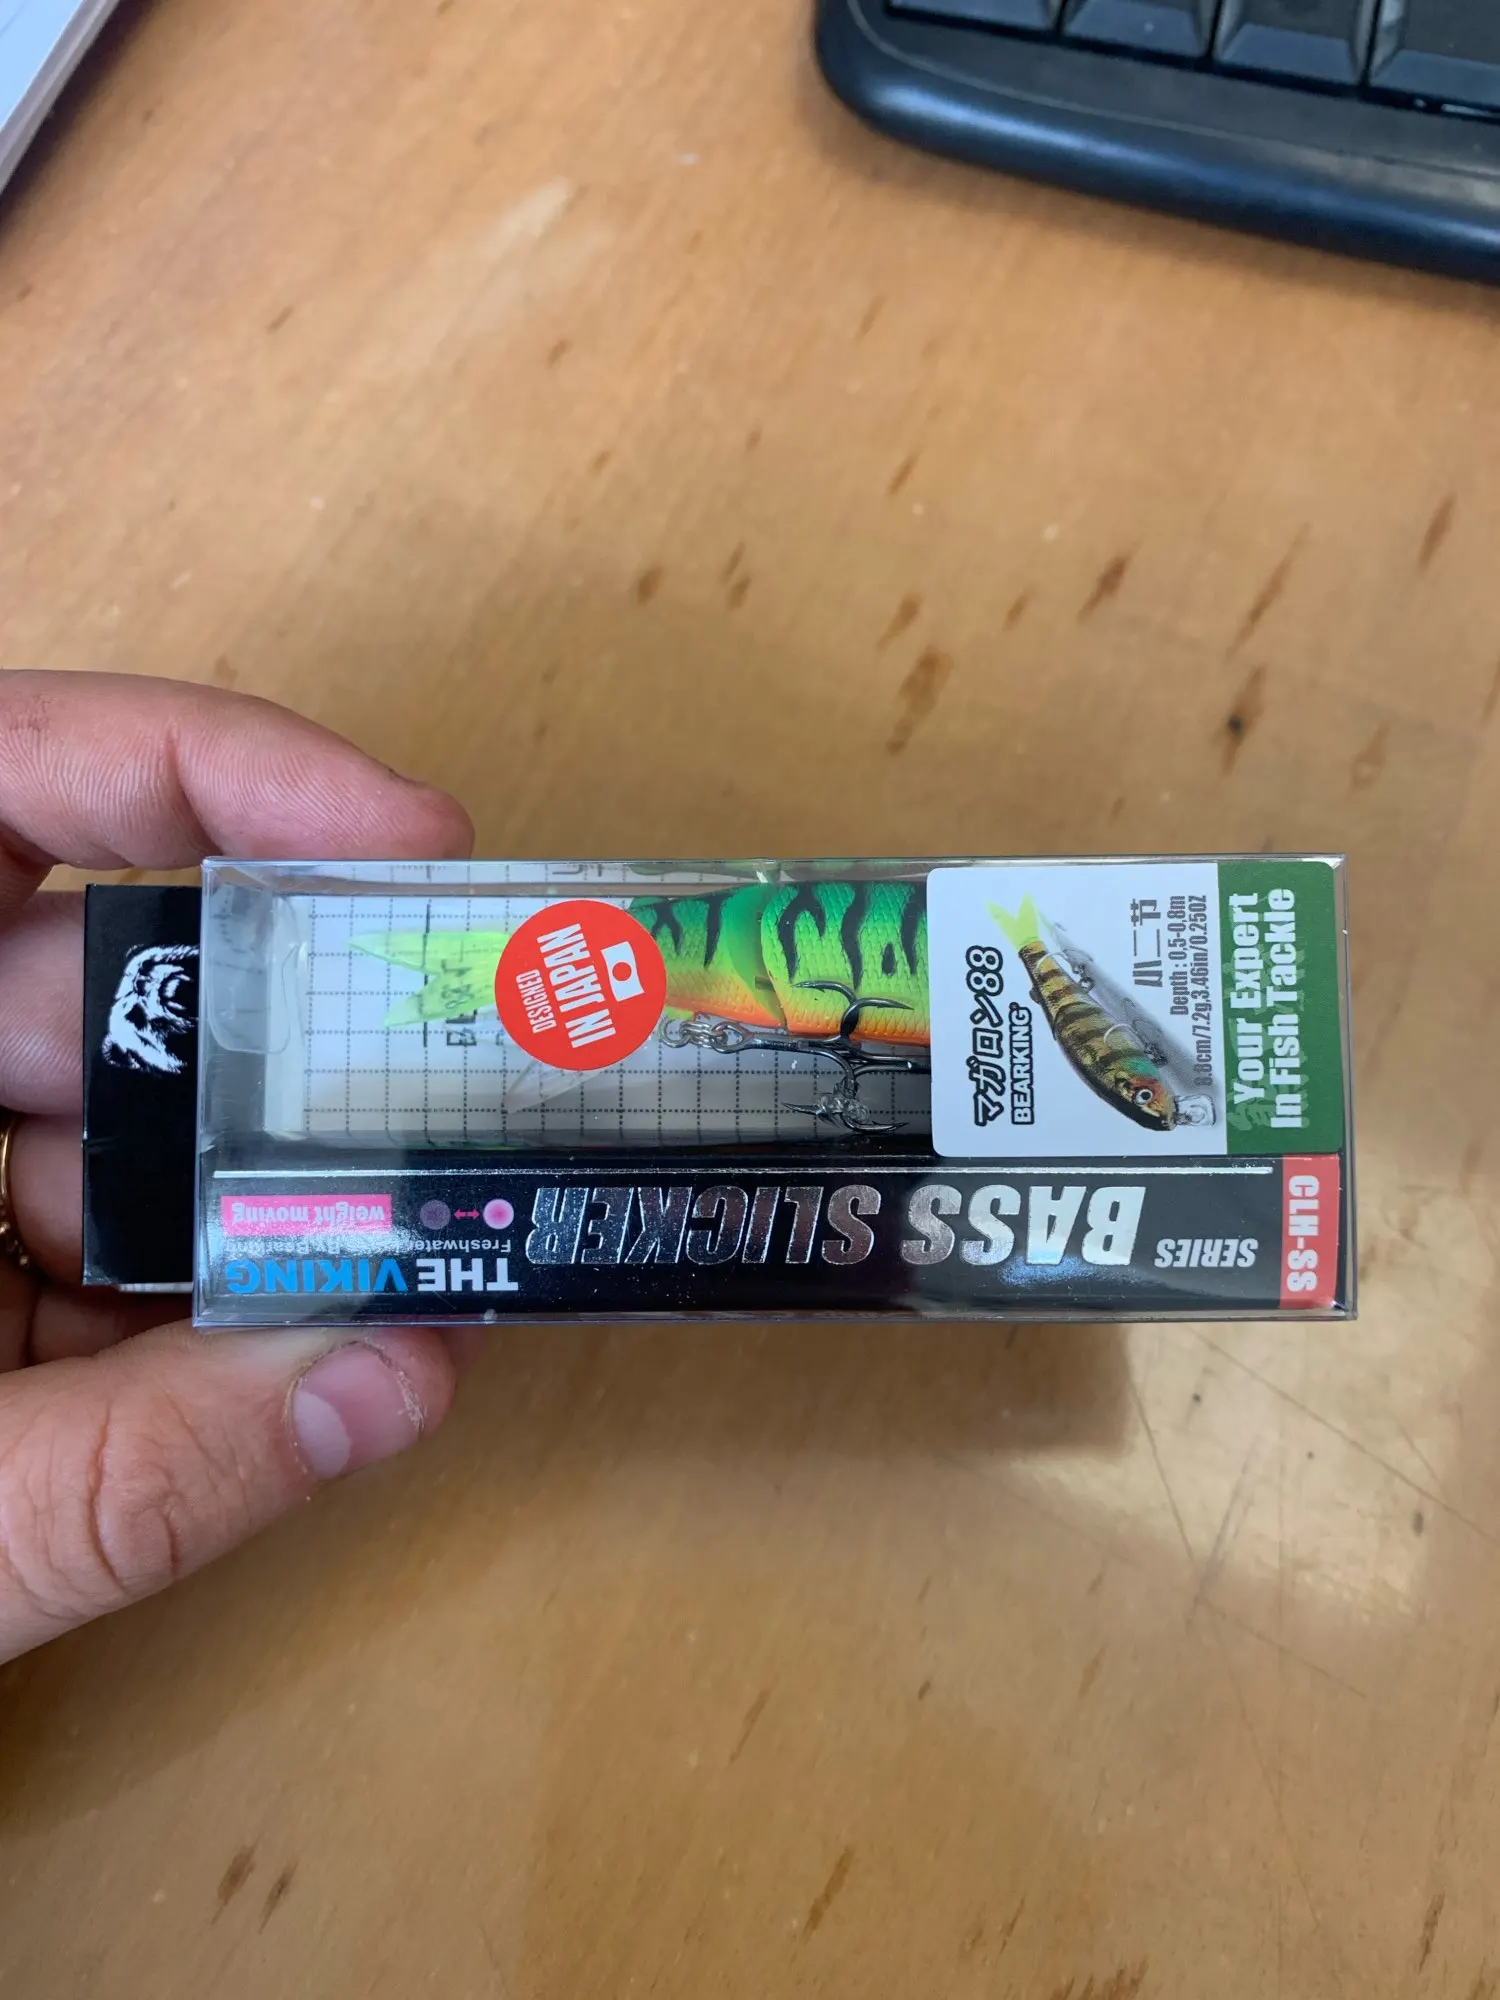 DESIGNED
IN JAPAN
マガロン88
BEARKING
小二节
Depth : 0,5-0,8m
8.8cm/7.2g,3.46in/0.25OZ
Your Expert
In Fish Tackle
CLH-SS
SERIES
BASS SLICKER
THE VIKING
Freshwater By Bearking
weight moving